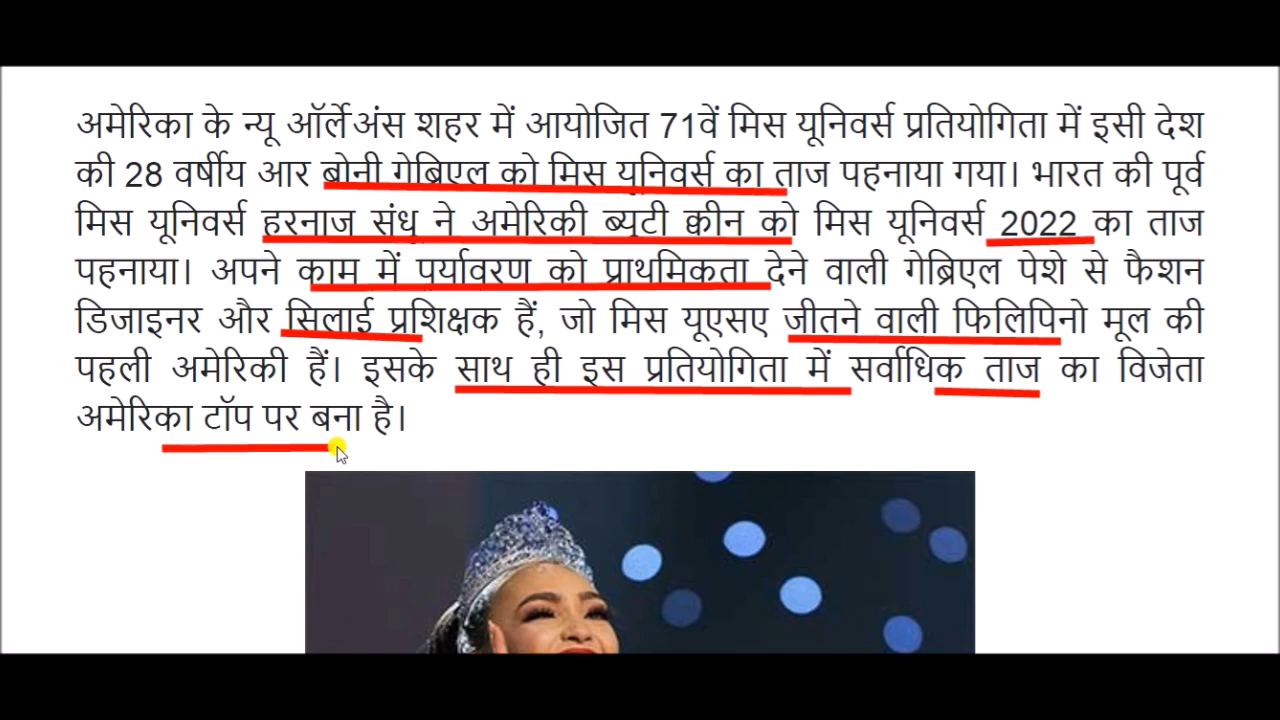 अमेरिका के न्यू ऑर्लेअंस शहर में आयोजित 71वें मिस यूनिवर्स प्रतियोगिता में इसी देश
की 28 वर्षीय आर बोनी गेब्रिएल को मिस यूनिवर्स का ताज पहनाया गया। भारत की पूर्व
मिस यूनिवर्स हरनाज संधू ने अमेरिकी ब्यूटी क्वीन को मिस यूनिवर्स 2022 का ताज
पहनाया। अपने काम में पर्यावरण को प्राथमिकता देने वाली गेब्रिएल पेशे से फैशन
डिजाइनर और सिलाई प्रशिक्षक हैं, जो मिस यूएसए जीतने वाली फिलिपिनो मूल की
पहली अमेरिकी हैं। इसके साथ ही इस प्रतियोगिता में सर्वाधिक ताज का विजेता
अमेरिका टॉप पर बना है।